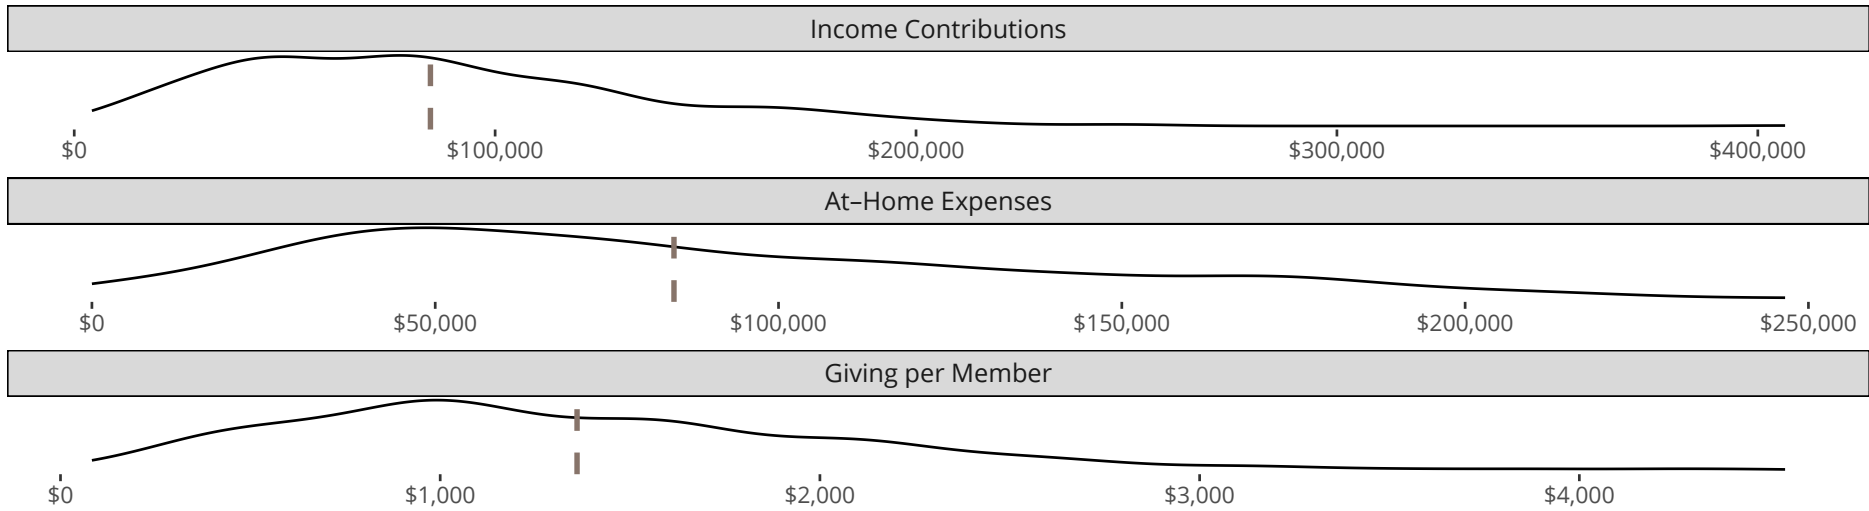 Income Contributions
$0 $100,000 $200,000 $300,000 $400,000
At–Home Expenses
$0 $50,000 $100,000 $150,000 $200,000 $250,000
Giving per Member
$0 $1,000 $2,000 $3,000 $4,000